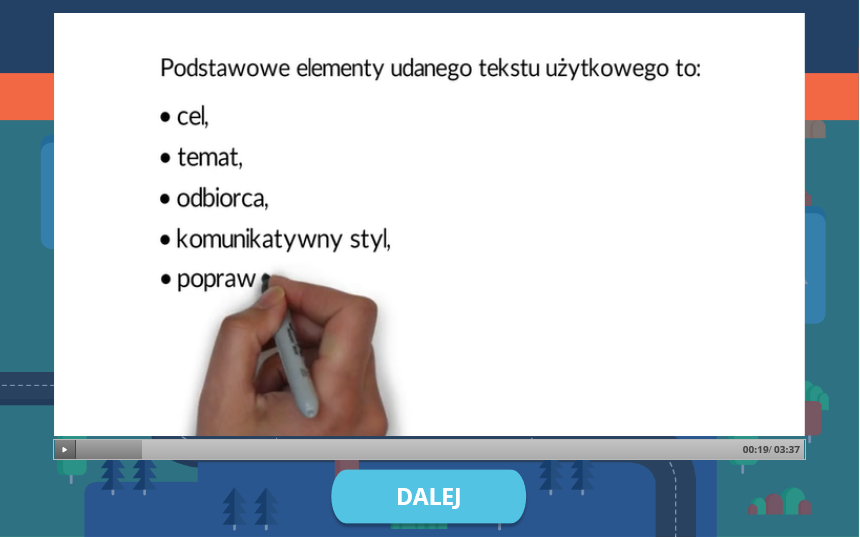 Podstawowe elementy udanego tekstu użytkowego to:
• cel,
• temat,
• odbiorca,
• komunikatywny styl,
• popraw
00:19/ 03:37
DALEJ